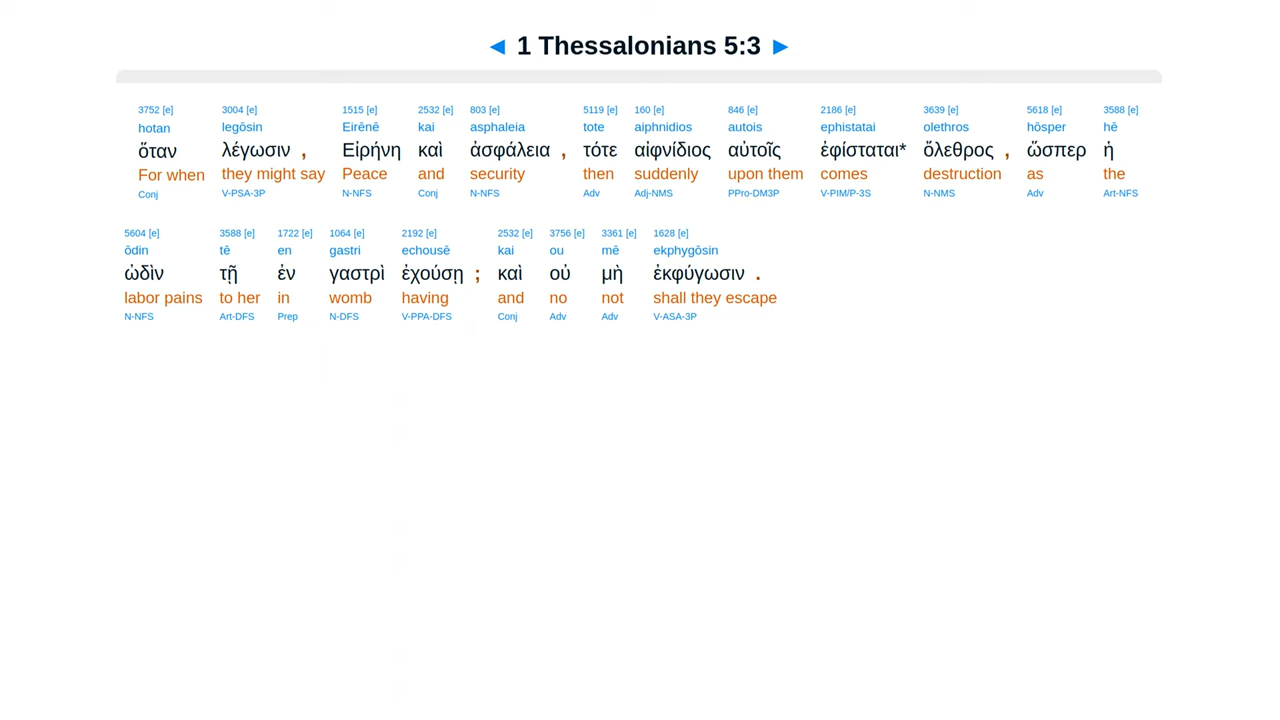 ◄ 1 Thessalonians 5:3 ►
3752 [e] 3004 [e] 1515 [e] 2532 [e] 803 [e] 5119 [e] 160 [e] 846 [e] 2186 [e] 3639 [e] 5618 [e] 3588 [e]
hotan legōsin Eirēnē kai asphaleia tote aiphnidios autois ephistatai olethros hōsper hē
ὅταν λέγωσιν , Εἰρήνη καὶ ἀσφάλεια , τότε αἰφνίδιος αὐτοῖς ἐφίσταται* ὄλεθρος , ὥσπερ ἡ
For when they might say Peace and security then suddenly upon them comes destruction as the
Conj V-PSA-3P N-NFS Conj N-NFS Adv Adj-NMS PPro-DM3P V-PIM/P-3S N-NMS Adv Art-NFS
5604 [e] 3588 [e] 1722 [e] 1064 [e] 2192 [e] 2532 [e] 3756 [e] 3361 [e] 1628 [e]
ōdin tē en gastri echousē kai ou mē ekphygōsin
ὠδὶν τῇ ἐν γαστρὶ ἐχούσῃ ; καὶ οὐ μὴ ἐκφύγωσιν .
labor pains to her in womb having and no not shall they escape
N-NFS Art-DFS Prep N-DFS V-PPA-DFS Conj Adv Adv V-ASA-3P